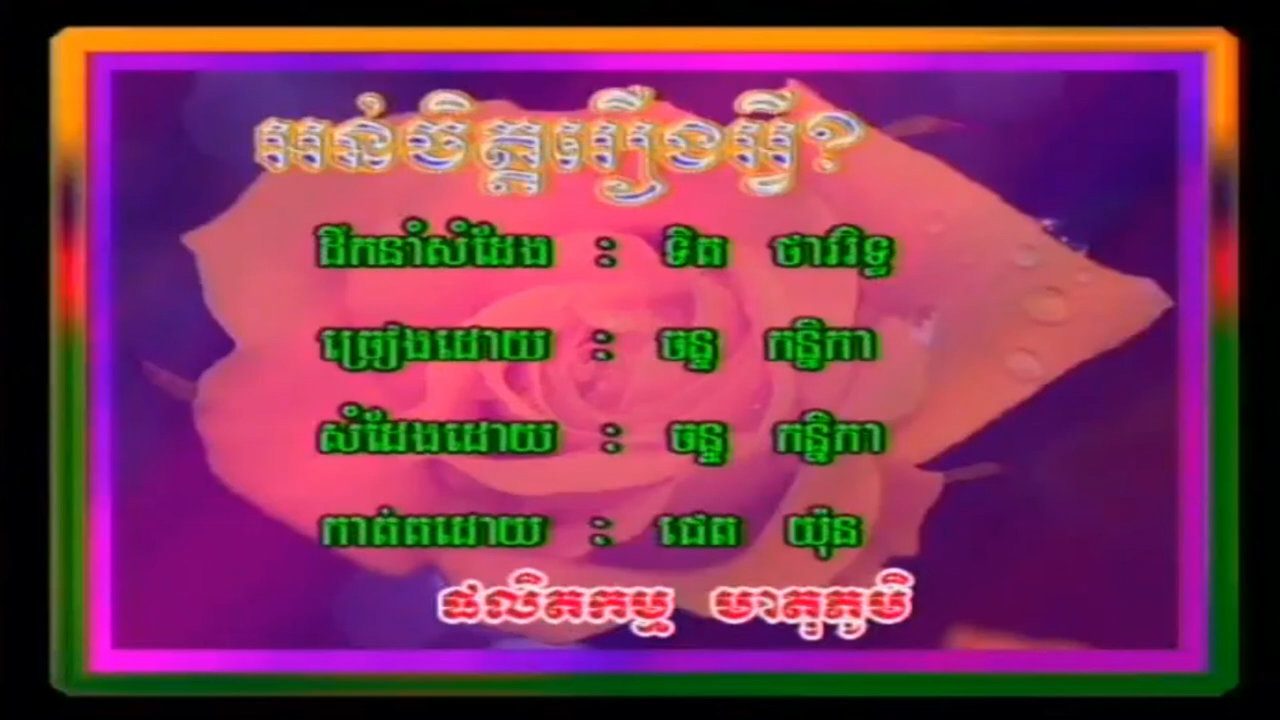 អន់ចិត្តរឿងអ្វី?
ដឹកនាំសំដែង : ទិត ថាវរិទ្ធ
ច្រៀងដោយ : ចន្ទ កន្និកា
សំដែងដោយ : ចន្ទ កន្និកា
កាត់តដោយ : ជេត យ៉ុន
ផលិតកម្ម មាតុភូមិ